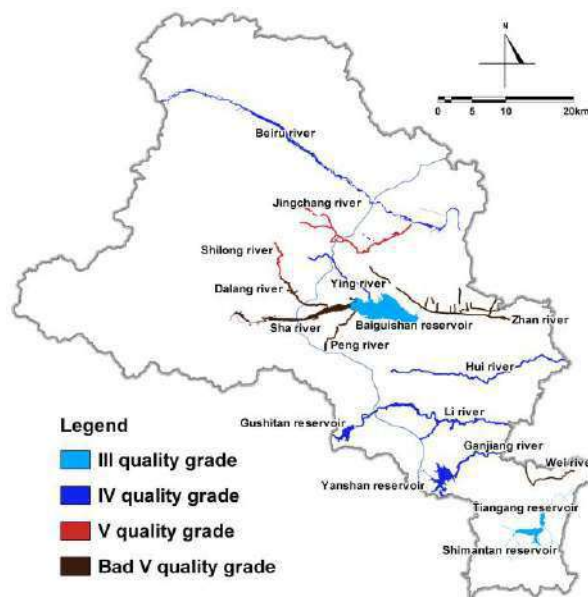 N
0 5 10 20km
Beiru river
Jingchang river
Shilong river
Ying river
Dalang river
Baiguishan reservoir
Zhan river
Sha river
Peng river
Hui river
Li river
Gushitan reservoir
Ganjiang river
Wei river
Yanshan reservoir
Tiangang reservoir
Shimantan reservoir
Legend
III quality grade
IV quality grade
V quality grade
Bad V quality grade